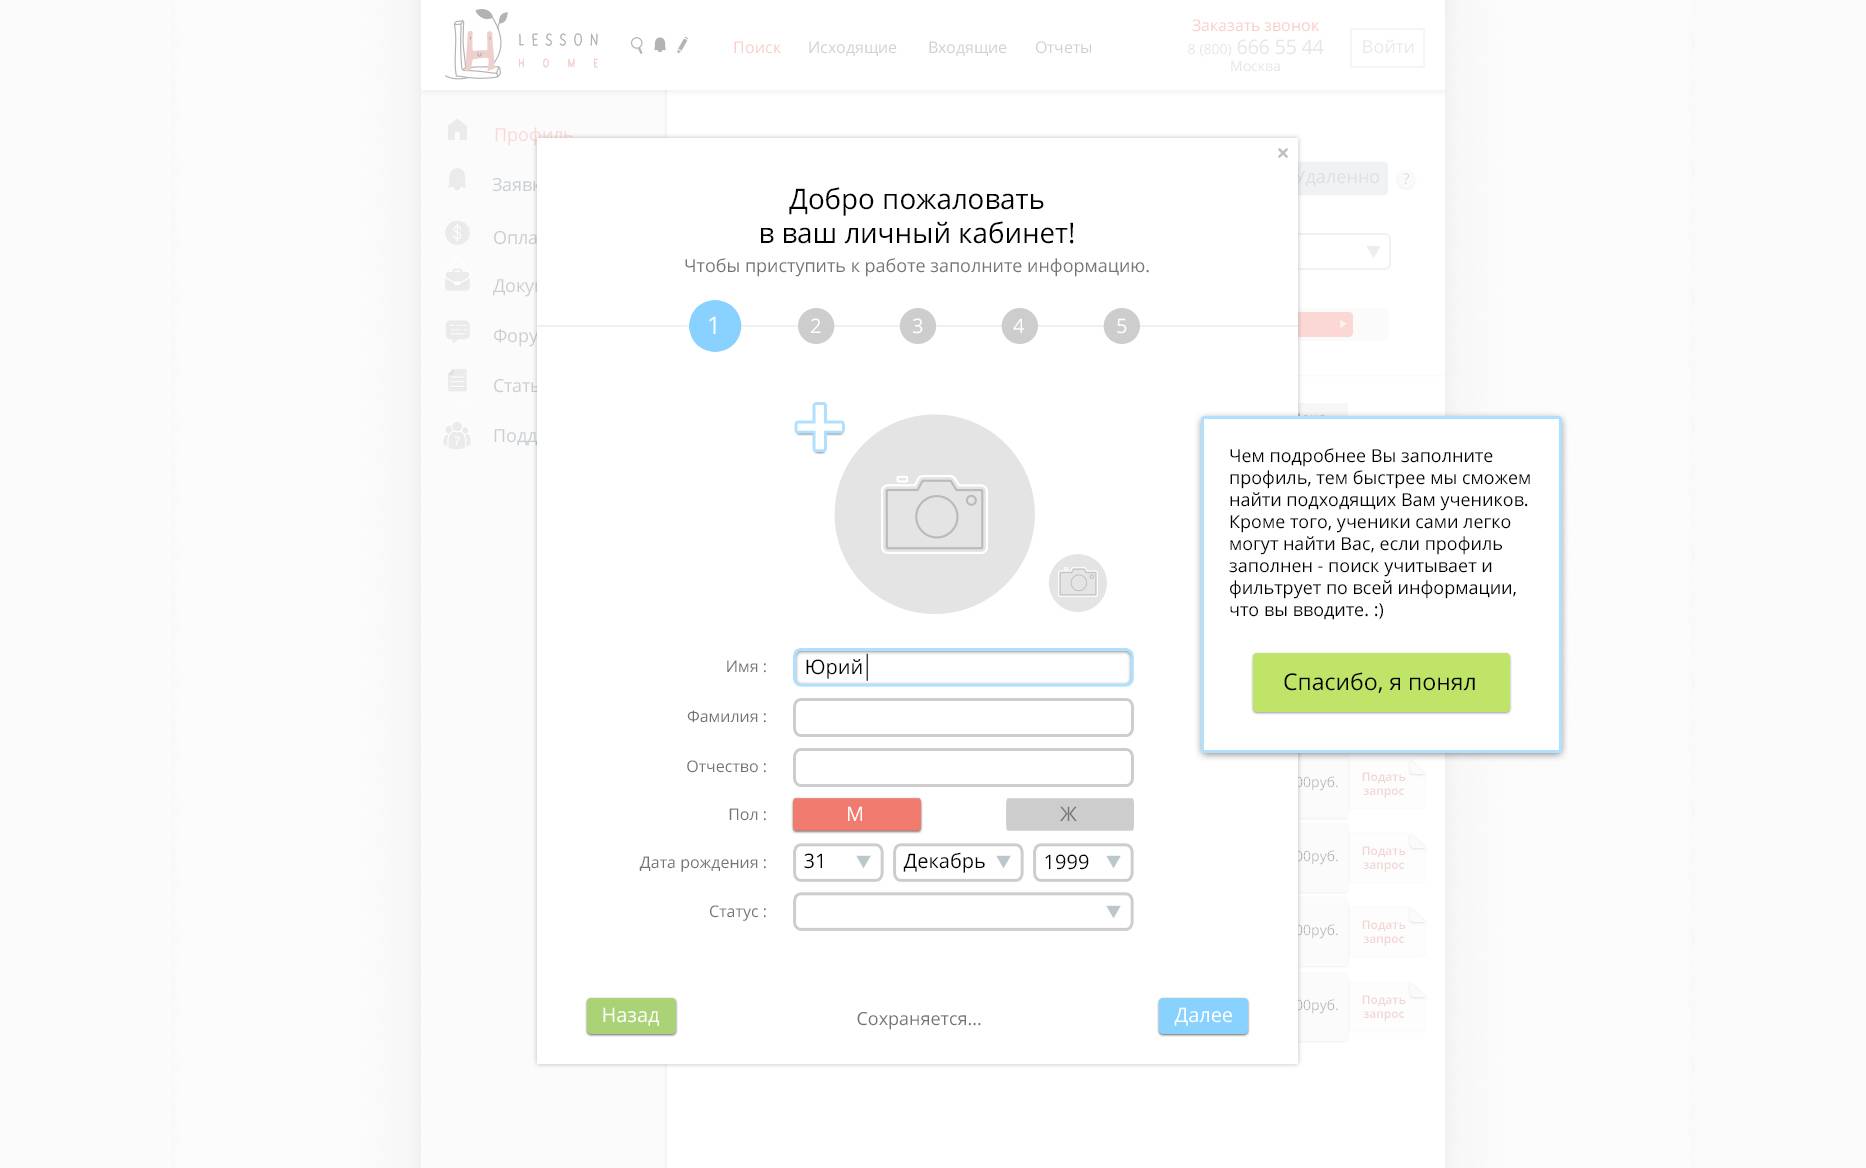 LESSON
HOME
Поиск
Исходящие
Входящие
Отчеты
Заказать звонок
8 (800) 666 55 44
Москва
Войти
Профиль
Заявк
Опла
Доку
Фору
Стать
Подд
Удаленно
?
×
Добро пожаловать
в ваш личный кабинет!
Чтобы приступить к работе заполните информацию.
1
2
3
4
5
Чем подробнее Вы заполните
профиль, тем быстрее мы сможем
найти подходящих Вам учеников.
Кроме того, ученики сами легко
могут найти Вас, если профиль
заполнен - поиск учитывает и
фильтрует по всей информации,
что вы вводите. :)
Спасибо, я понял
Имя :
Юрий
Фамилия :
Отчество :
Пол :
М
Ж
Дата рождения :
31
Декабрь
1999
Статус :
Назад
Сохраняется...
Далее
00руб.
Подать
запрос
00руб.
Подать
запрос
00руб.
Подать
запрос
00руб.
Подать
запрос